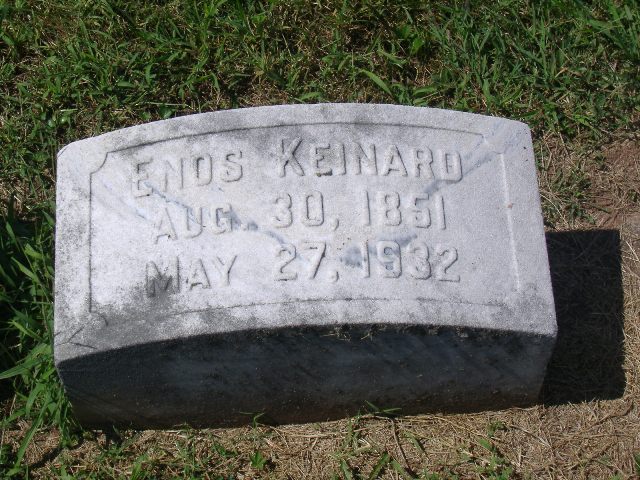 Enos Keinard
Aug. 30, 1851
May 27, 1932